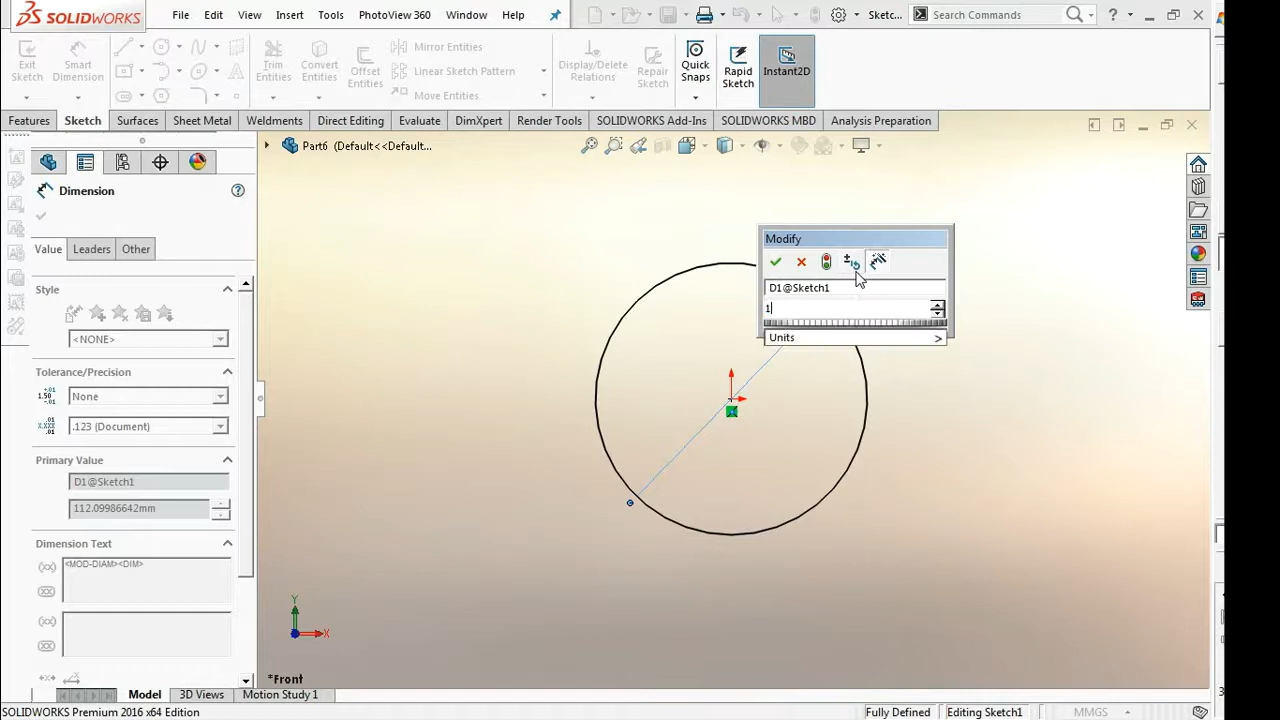 SOLIDWORKS
File Edit View Insert Tools PhotoView 360 Window Help
Sketc...
Search Commands
Exit Sketch
Smart Dimension
Trim Entities
Convert Entities
Offset Entities
Mirror Entities
Linear Sketch Pattern
Move Entities
Display/Delete Relations
Repair Sketch
Quick Snaps
Rapid Sketch
Instant2D
Features Sketch Surfaces Sheet Metal Weldments Direct Editing Evaluate DimXpert Render Tools SOLIDWORKS Add-Ins SOLIDWORKS MBD Analysis Preparation
Part6 (Default<<Default...
Dimension
Value Leaders Other
Style
<NONE>
Tolerance/Precision
None
.123 (Document)
Primary Value
D1@Sketch1
112.09986642mm
Dimension Text
<MOD-DIAM><DIM>
Modify
D1@Sketch1
1
Units
Y
X
*Front
Model 3D Views Motion Study 1
SOLIDWORKS Premium 2016 x64 Edition
Fully Defined
Editing Sketch1
MMGS